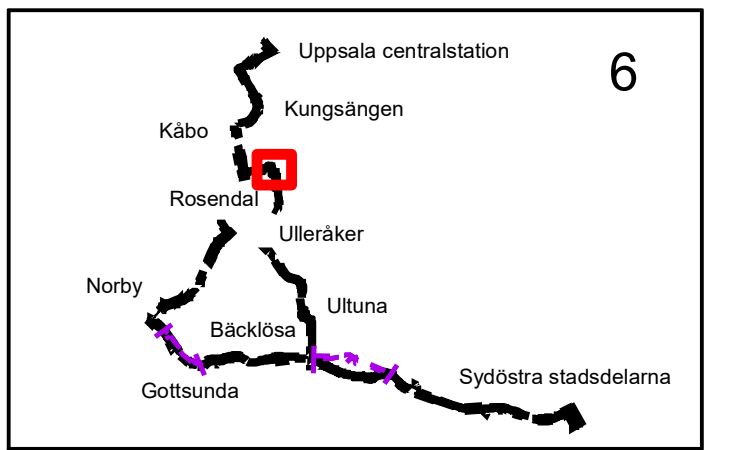 Uppsala centralstation
6
Kungsängen
Kåbo
Rosendal
Ulleråker
Norby
Ultuna
Bäcklösa
Sydöstra stadsdelarna
Gottsunda